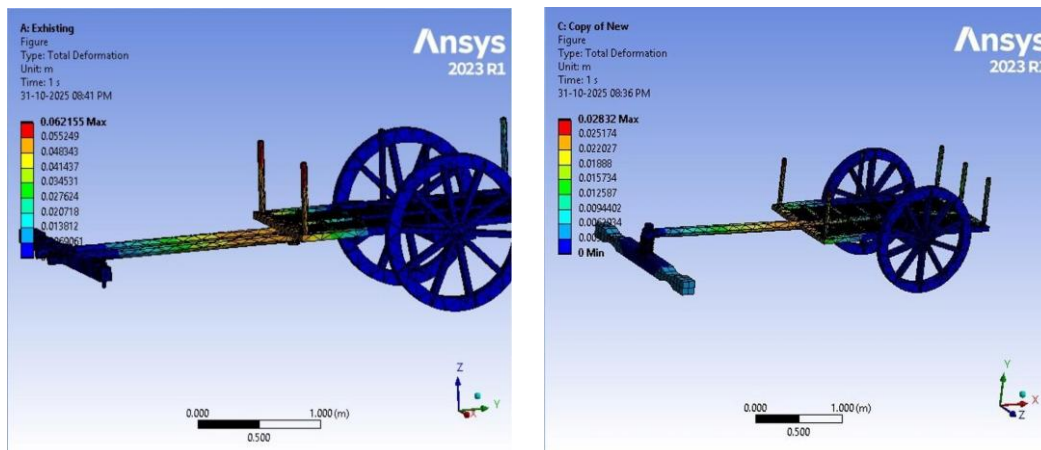 A: Exhisting
Figure
Type: Total Deformation
Unit: m
Time: 1 s
31-10-2025 08:41 PM
Ansys
2023 R1
0.062155 Max
0.055249
0.048343
0.041437
0.034531
0.027624
0.020718
0.013812
Z
Y
X
0.000
1.000 (m)
0.500
C: Copy of New
Figure
Type: Total Deformation
Unit: m
Time: 1 s
31-10-2025 08:36 PM
Ansys
2023 R1
0.02832 Max
0.025174
0.022027
0.01888
0.015734
0.012587
0.0094402
0 Min
Y
X
Z
0.000
1.000 (m)
0.500